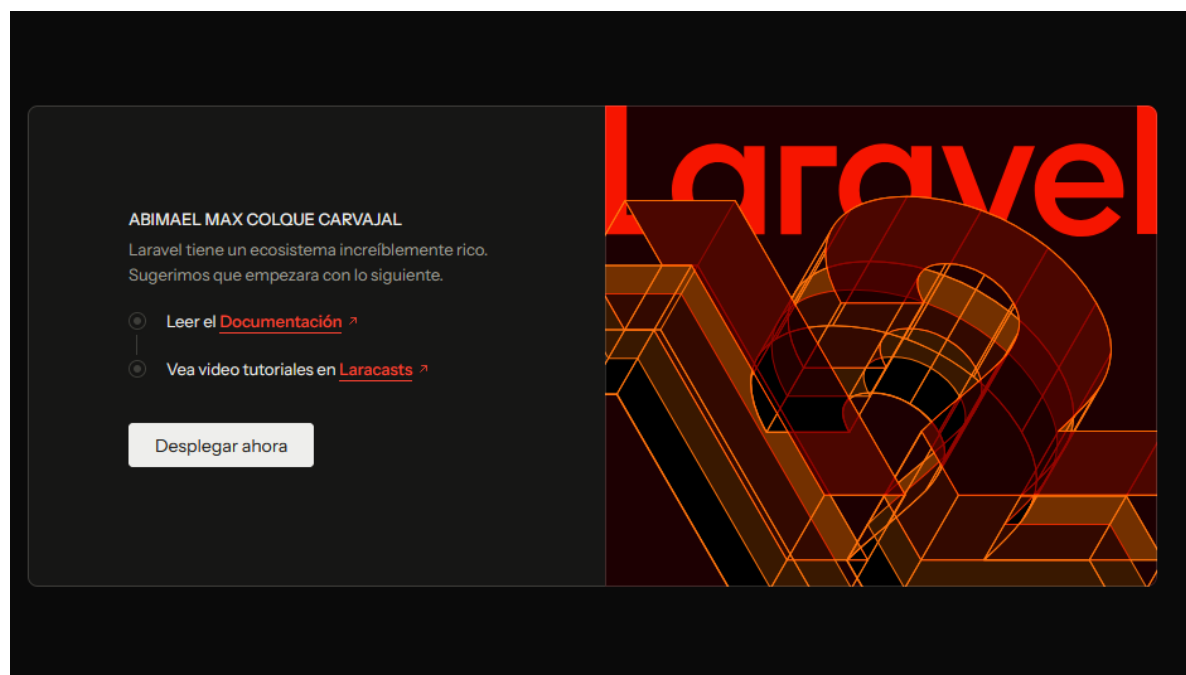 ABIMAEL MAX COLQUE CARVAJAL
Laravel tiene un ecosistema increíblemente rico.
Sugerimos que empezara con lo siguiente.
Leer el Documentación
Vea video tutoriales en Laracasts
Desplegar ahora
Laravel